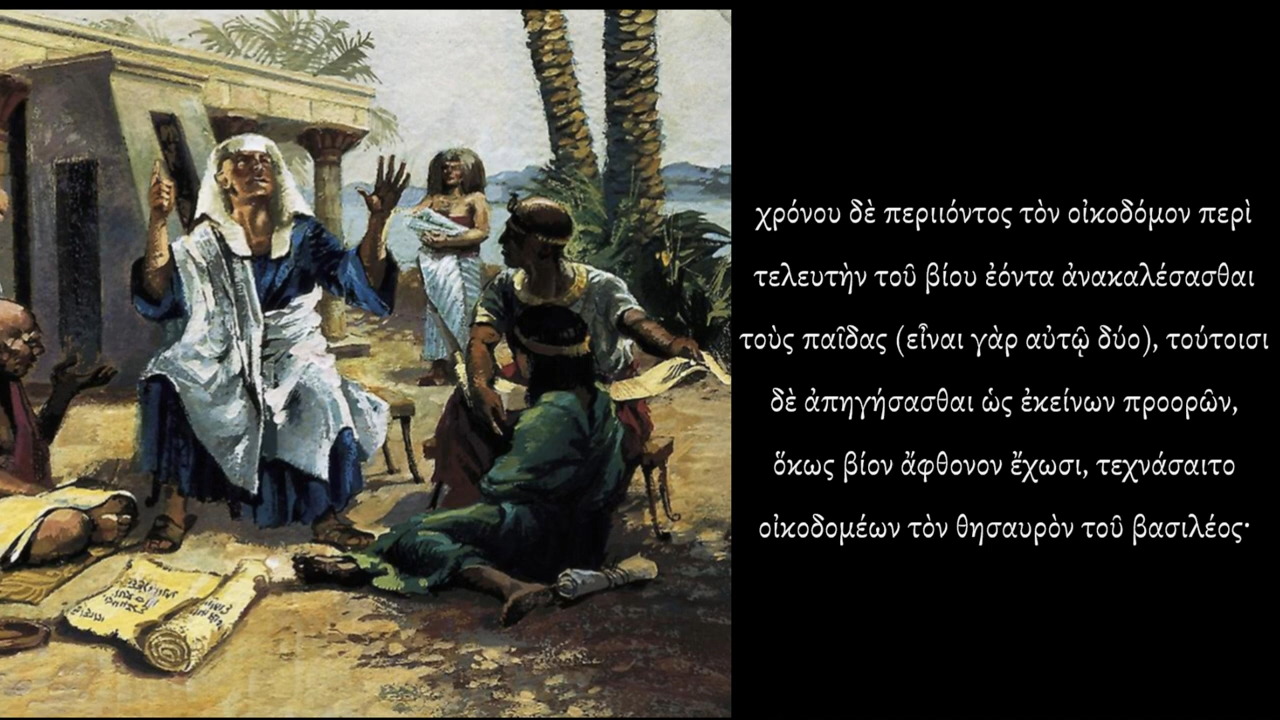 χρόνου δὲ περιιόντος τὸν οἰκοδόμον περὶ
τελευτὴν τοῦ βίου ἐόντα ἀνακαλέσασθαι
τοὺς παῖδας (εἶναι γὰρ αὐτῷ δύο), τούτοισι
δὲ ἀπηγήσασθαι ὡς ἐκείνων προορῶν,
ὅκως βίον ἄφθονον ἔχωσι, τεχνάσαιτο
οἰκοδομέων τὸν θησαυρὸν τοῦ βασιλέος·